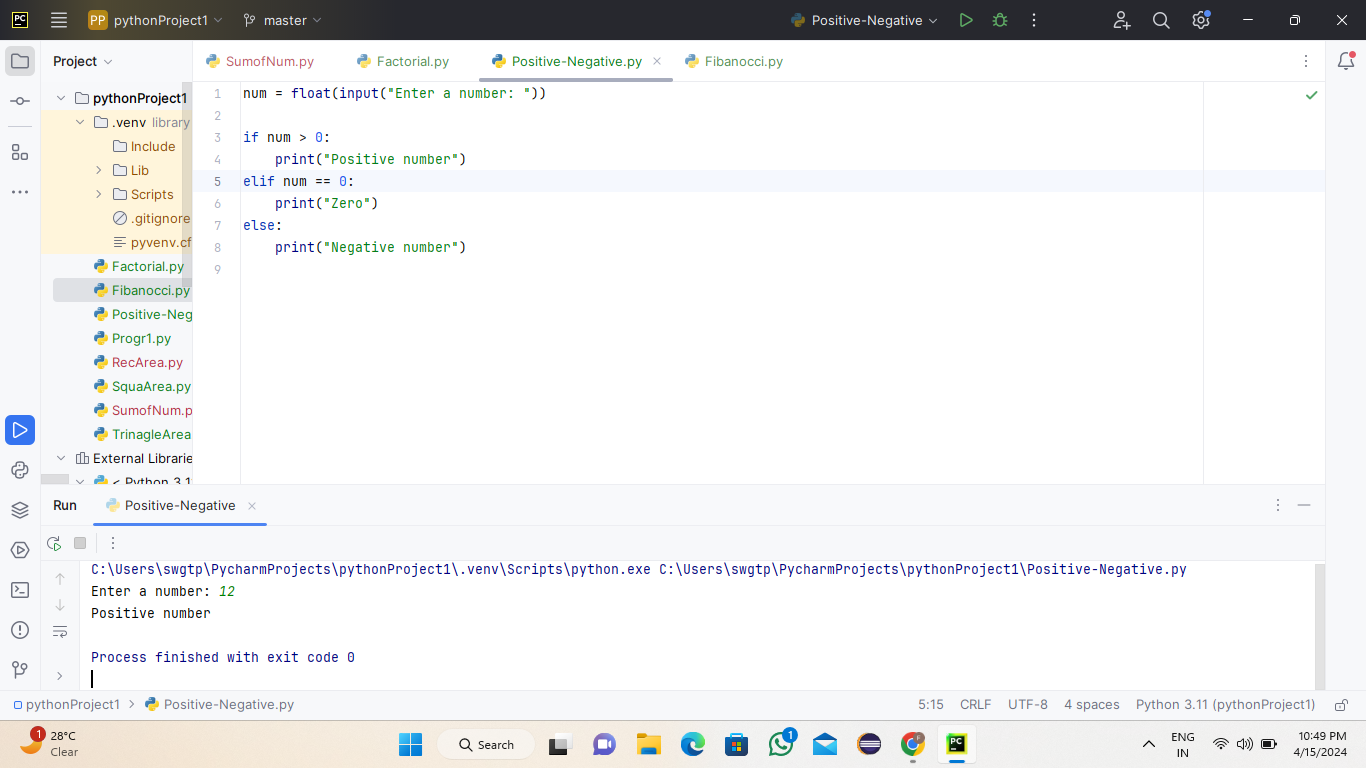 PC PP pythonProject1 master Positive-Negative
Project SumofNum.py Factorial.py Positive-Negative.py Fibanocci.py
pythonProject1
.venv library
Include
Lib
Scripts
.gitignore
pyvenv.cf
Factorial.py
Fibanocci.py
Positive-Neg
Progr1.py
RecArea.py
SquaArea.py
SumofNum.p
TrinagleArea
External Librarie
< Python 3.1
1 num = float(input("Enter a number: "))
2
3 if num > 0:
4 print("Positive number")
5 elif num == 0:
6 print("Zero")
7 else:
8 print("Negative number")
9
Run Positive-Negative
C:\Users\swgtp\PycharmProjects\pythonProject1\.venv\Scripts\python.exe C:\Users\swgtp\PycharmProjects\pythonProject1\Positive-Negative.py
Enter a number: 12
Positive number
Process finished with exit code 0
pythonProject1 > Positive-Negative.py 5:15 CRLF UTF-8 4 spaces Python 3.11 (pythonProject1)
1 28°C
Clear
Search
1
PC
ENG
IN
10:49 PM
4/15/2024